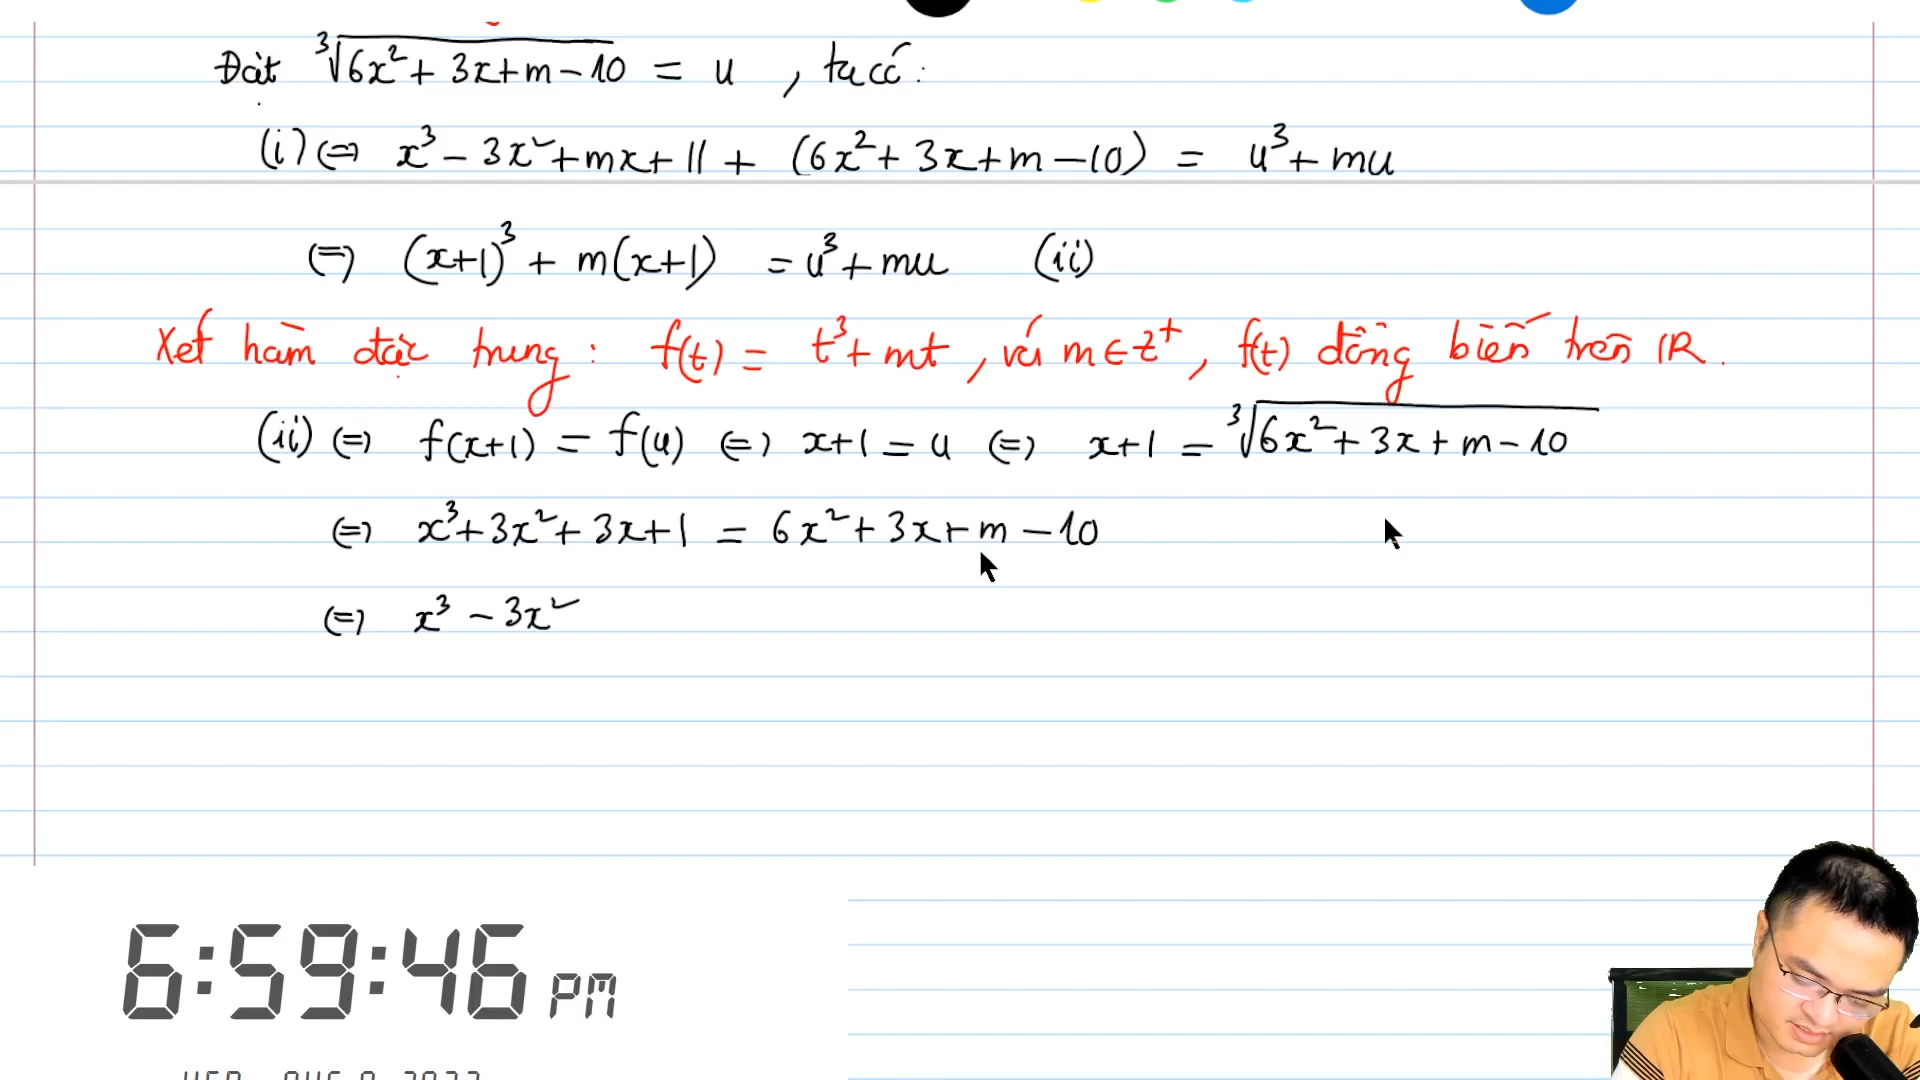 Đặt ∛(6x² + 3x + m − 10) = u , ta có :
(i) ⇔ x³ − 3x² + mx + 11 + (6x² + 3x + m − 10) = u³ + mu
⇔ (x+1)³ + m(x+1) = u³ + mu (ii)
Xét hàm đặc trưng : f(t) = t³ + mt , với m ∈ Z⁺ , f(t) đồng biến trên IR .
(ii) ⇔ f(x+1) = f(u) ⇔ x+1 = u ⇔ x+1 = ∛(6x² + 3x + m − 10)
⇔ x³ + 3x² + 3x + 1 = 6x² + 3x + m − 10
⇔ x³ − 3x²
6:59:46 PM